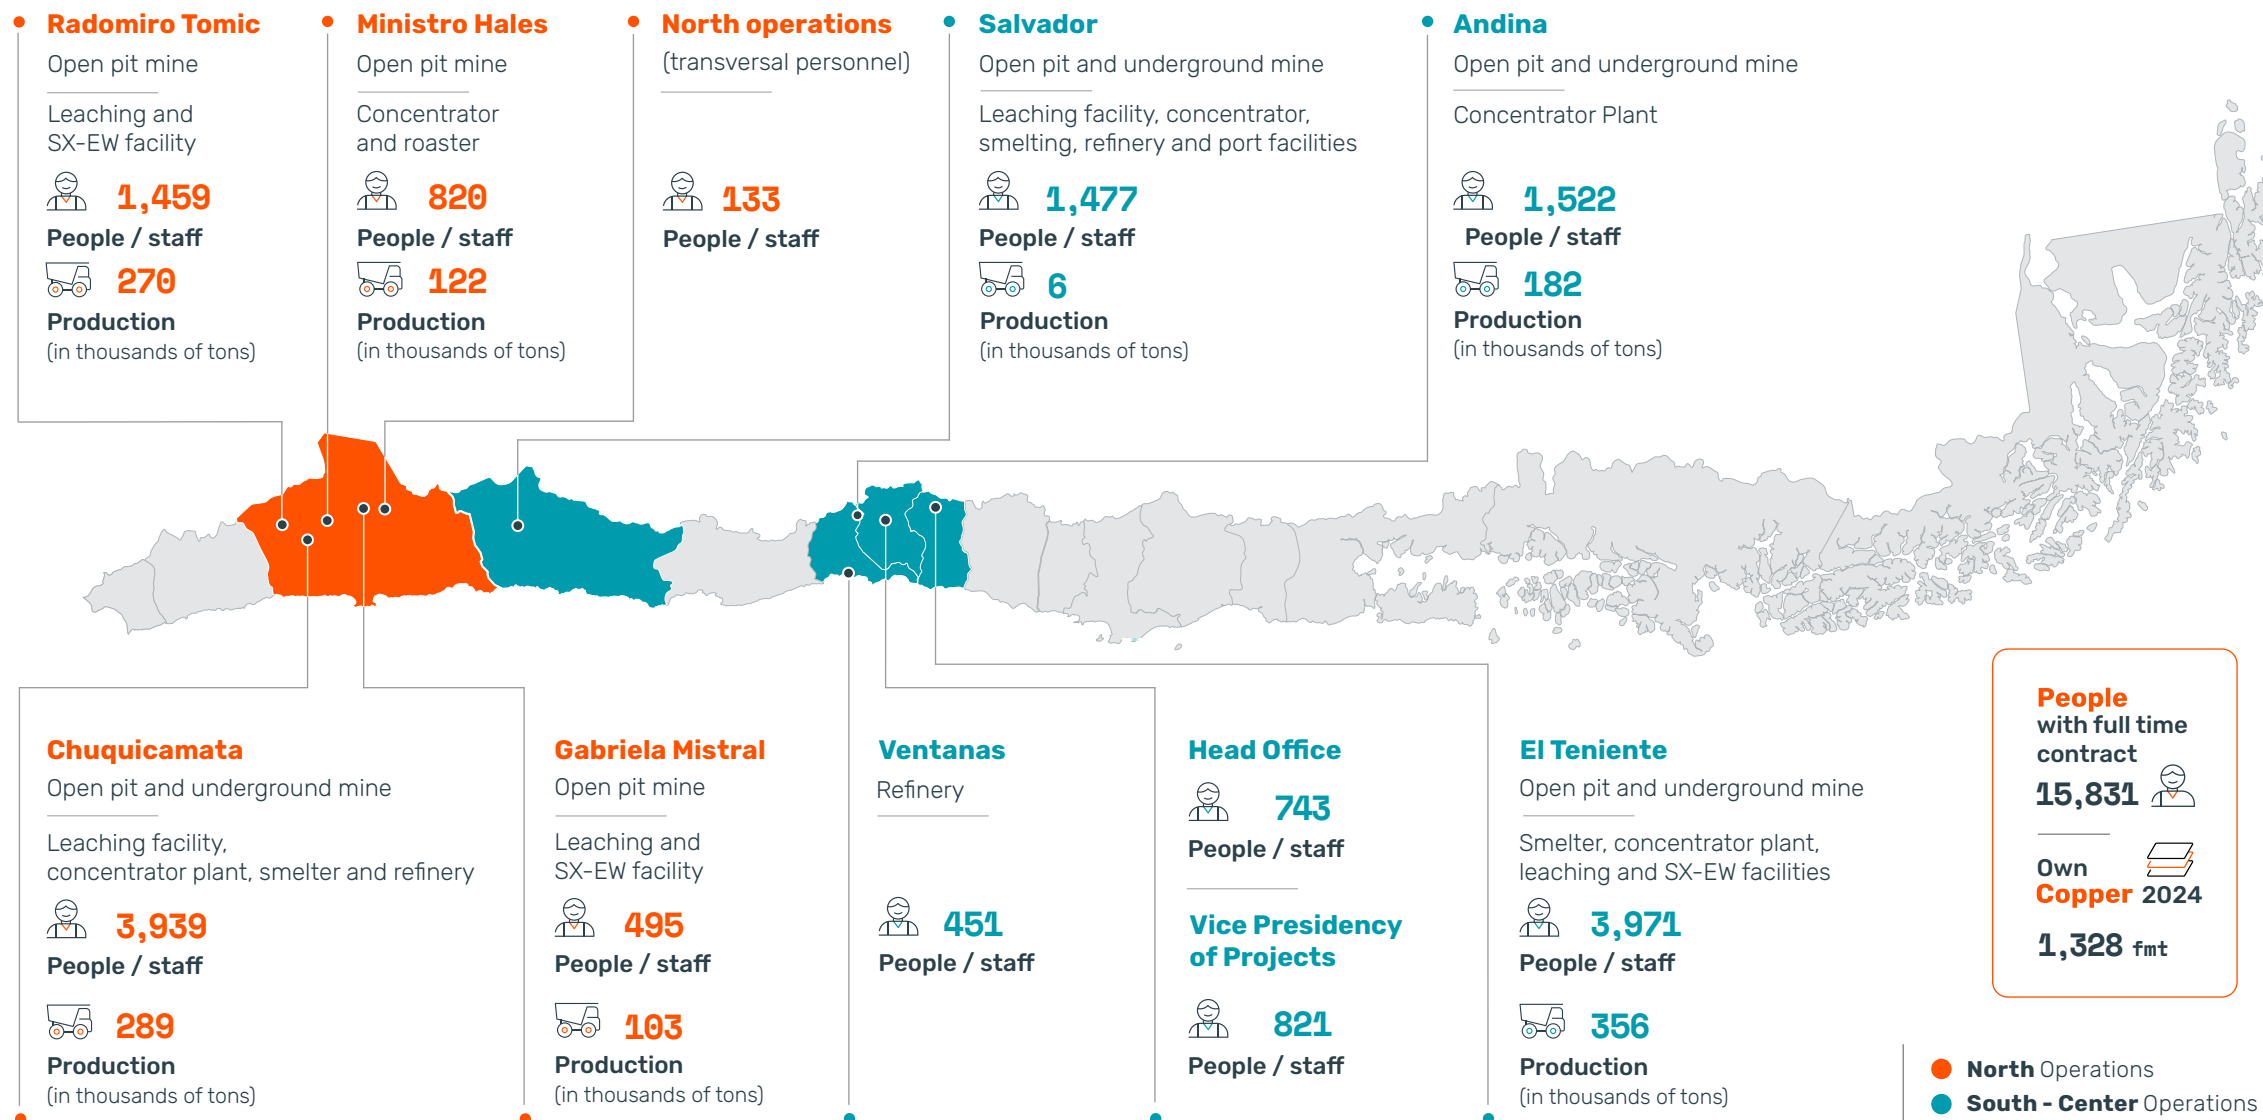 Radomiro Tomic
Open pit mine
Leaching and
SX-EW facility
1,459
People / staff
270
Production
(in thousands of tons)
Ministro Hales
Open pit mine
Concentrator
and roaster
820
People / staff
122
Production
(in thousands of tons)
North operations
(transversal personnel)
133
People / staff
Salvador
Open pit and underground mine
Leaching facility, concentrator,
smelting, refinery and port facilities
1,477
People / staff
6
Production
(in thousands of tons)
Andina
Open pit and underground mine
Concentrator Plant
1,522
People / staff
182
Production
(in thousands of tons)
Chuquicamata
Open pit and underground mine
Leaching facility,
concentrator plant, smelter and refinery
3,939
People / staff
289
Production
(in thousands of tons)
Gabriela Mistral
Open pit mine
Leaching and
SX-EW facility
495
People / staff
103
Production
(in thousands of tons)
Ventanas
Refinery
451
People / staff
Head Office
743
People / staff
Vice Presidency
of Projects
821
People / staff
El Teniente
Open pit and underground mine
Smelter, concentrator plant,
leaching and SX-EW facilities
3,971
People / staff
356
Production
(in thousands of tons)
People
with full time
contract
15,831
Own
Copper 2024
1,328 fmt
North Operations
South - Center Operations